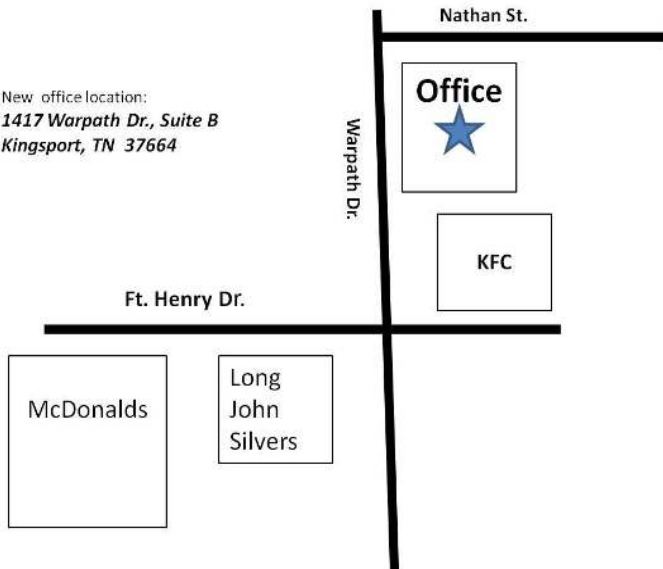 Nathan St.
New office location:
1417 Warpath Dr., Suite B
Kingsport, TN 37664
Office
Warpath Dr.
KFC
Ft. Henry Dr.
McDonalds
Long
John
Silvers